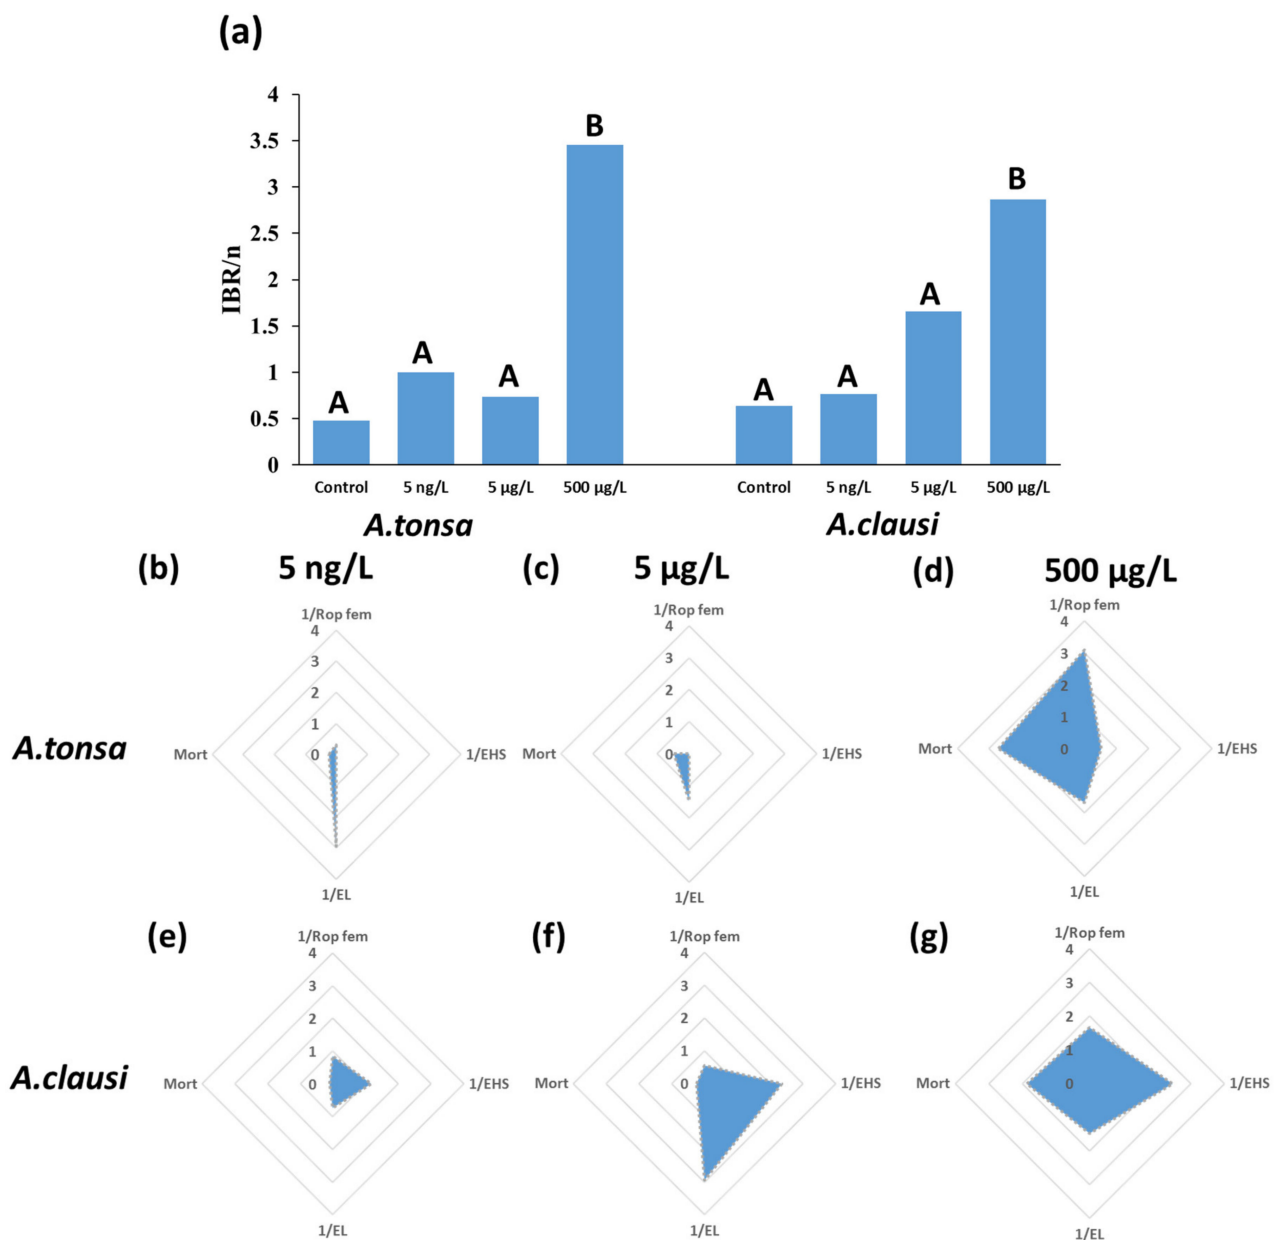 (a)
4
3.5
3
2.5
2
1.5
1
0.5
0
IBR/n
A
A
A
B
A
A
A
B
Control 5 ng/L 5 µg/L 500 µg/L Control 5 ng/L 5 µg/L 500 µg/L
A.tonsa A.clausi
(b) 5 ng/L (c) 5 µg/L (d) 500 µg/L
A.tonsa
1/Rop fem
4
3
2
1
0
Mort
1/EHS
1/EL
1/Rop fem
4
3
2
1
0
Mort
1/EHS
1/EL
1/Rop fem
4
3
2
1
0
Mort
1/EHS
1/EL
A.clausi
(e)
1/Rop fem
4
3
2
1
0
Mort
1/EHS
1/EL
(f)
1/Rop fem
4
3
2
1
0
Mort
1/EHS
1/EL
(g)
1/Rop fem
4
3
2
1
0
Mort
1/EHS
1/EL